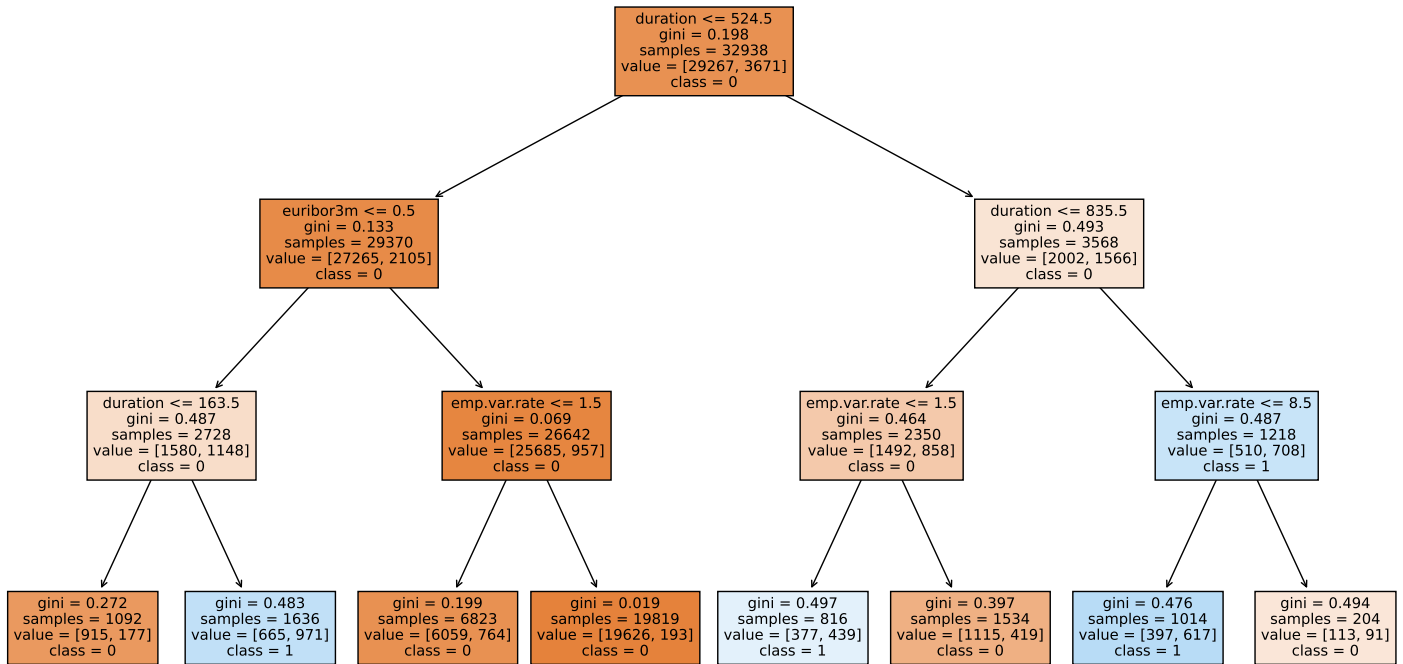 duration <= 524.5
gini = 0.198
samples = 32938
value = [29267, 3671]
class = 0
euribor3m <= 0.5
gini = 0.133
samples = 29370
value = [27265, 2105]
class = 0
duration <= 835.5
gini = 0.493
samples = 3568
value = [2002, 1566]
class = 0
duration <= 163.5
gini = 0.487
samples = 2728
value = [1580, 1148]
class = 0
emp.var.rate <= 1.5
gini = 0.069
samples = 26642
value = [25685, 957]
class = 0
emp.var.rate <= 1.5
gini = 0.464
samples = 2350
value = [1492, 858]
class = 0
emp.var.rate <= 8.5
gini = 0.487
samples = 1218
value = [510, 708]
class = 1
gini = 0.272
samples = 1092
value = [915, 177]
class = 0
gini = 0.483
samples = 1636
value = [665, 971]
class = 1
gini = 0.199
samples = 6823
value = [6059, 764]
class = 0
gini = 0.019
samples = 19819
value = [19626, 193]
class = 0
gini = 0.497
samples = 816
value = [377, 439]
class = 1
gini = 0.397
samples = 1534
value = [1115, 419]
class = 0
gini = 0.476
samples = 1014
value = [397, 617]
class = 1
gini = 0.494
samples = 204
value = [113, 91]
class = 0